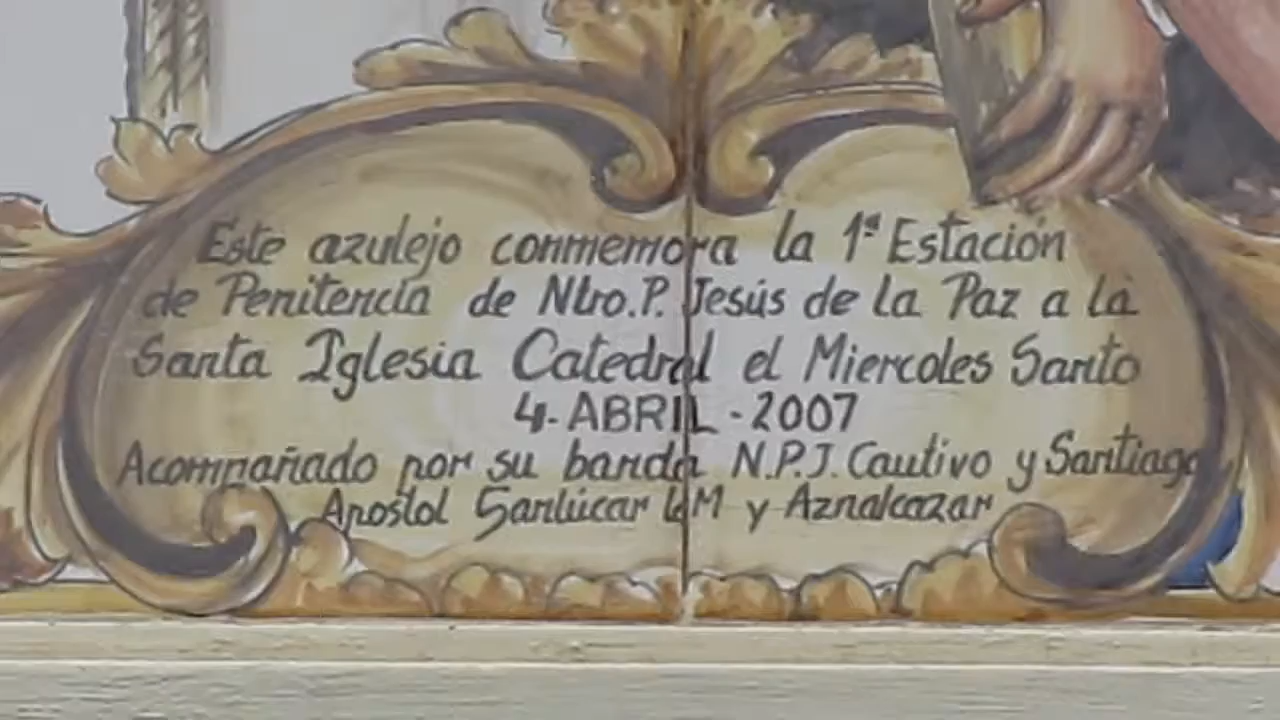 Este azulejo conmemora la 1ª Estación
de Penitencia de Ntro. P. Jesús de la Paz a la
Santa Iglesia Catedral el Miercoles Santo
4-ABRIL-2007
Acompañado por su banda N.P.J. Cautivo y Santiago
Apostol Sanlúcar la M y Aznalcazar